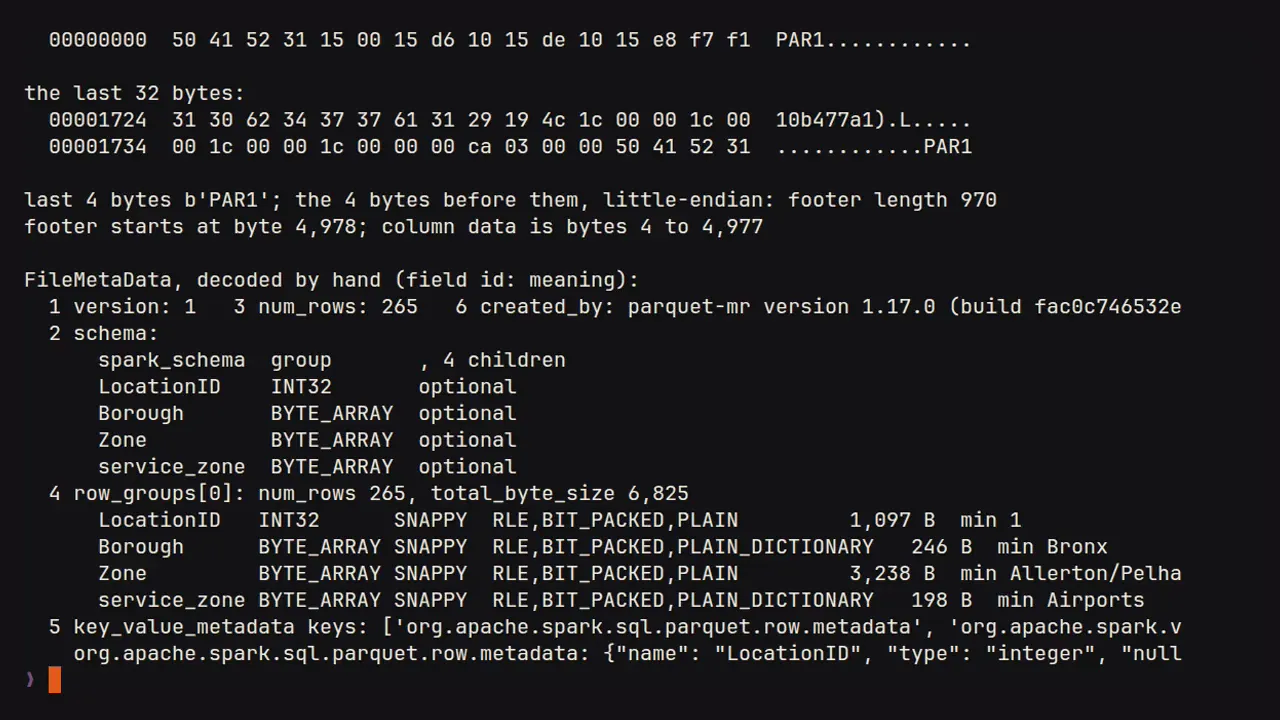 00000000  50 41 52 31 15 00 15 d6 10 15 de 10 15 e8 f7 f1  PAR1............
the last 32 bytes:
00001724  31 30 62 34 37 37 61 31 29 19 4c 1c 00 00 1c 00  10b477a1).L.....
00001734  00 1c 00 00 1c 00 00 00 ca 03 00 00 50 41 52 31  ............PAR1
last 4 bytes b'PAR1'; the 4 bytes before them, little-endian: footer length 970
footer starts at byte 4,978; column data is bytes 4 to 4,977
FileMetaData, decoded by hand (field id: meaning):
1 version: 1   3 num_rows: 265   6 created_by: parquet-mr version 1.17.0 (build fac0c746532e
2 schema:
spark_schema  group       , 4 children
LocationID    INT32       optional
Borough       BYTE_ARRAY  optional
Zone          BYTE_ARRAY  optional
service_zone  BYTE_ARRAY  optional
4 row_groups[0]: num_rows 265, total_byte_size 6,825
LocationID   INT32      SNAPPY  RLE,BIT_PACKED,PLAIN         1,097 B  min 1
Borough      BYTE_ARRAY SNAPPY  RLE,BIT_PACKED,PLAIN_DICTIONARY   246 B  min Bronx
Zone         BYTE_ARRAY SNAPPY  RLE,BIT_PACKED,PLAIN         3,238 B  min Allerton/Pelha
service_zone BYTE_ARRAY SNAPPY  RLE,BIT_PACKED,PLAIN_DICTIONARY   198 B  min Airports
5 key_value_metadata keys: ['org.apache.spark.sql.parquet.row.metadata', 'org.apache.spark.v
org.apache.spark.sql.parquet.row.metadata: {"name": "LocationID", "type": "integer", "null
⟩